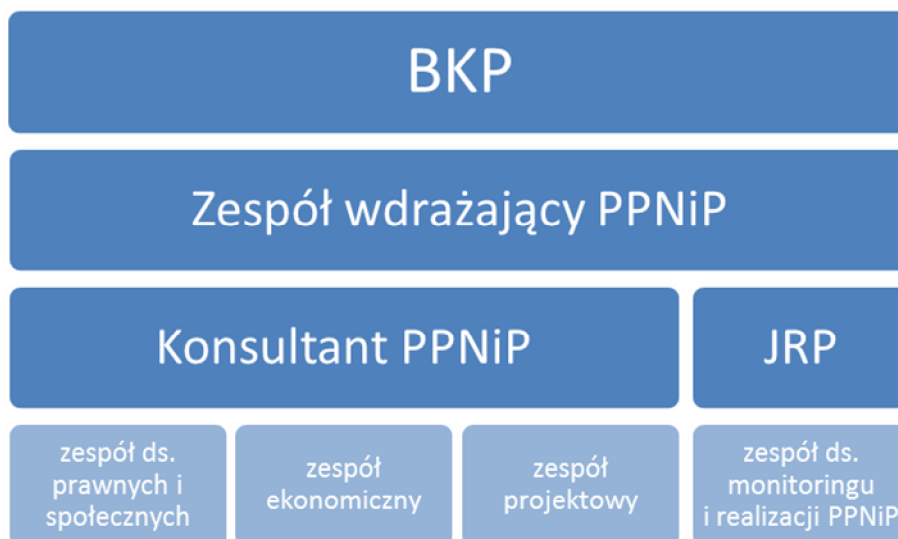 BKP
Zespół wdrażający PPNiP
Konsultant PPNiP
JRP
zespół ds.
prawnych i
społecznych
zespół
ekonomiczny
zespół
projektowy
zespół ds.
monitoringu
i realizacji PPNiP